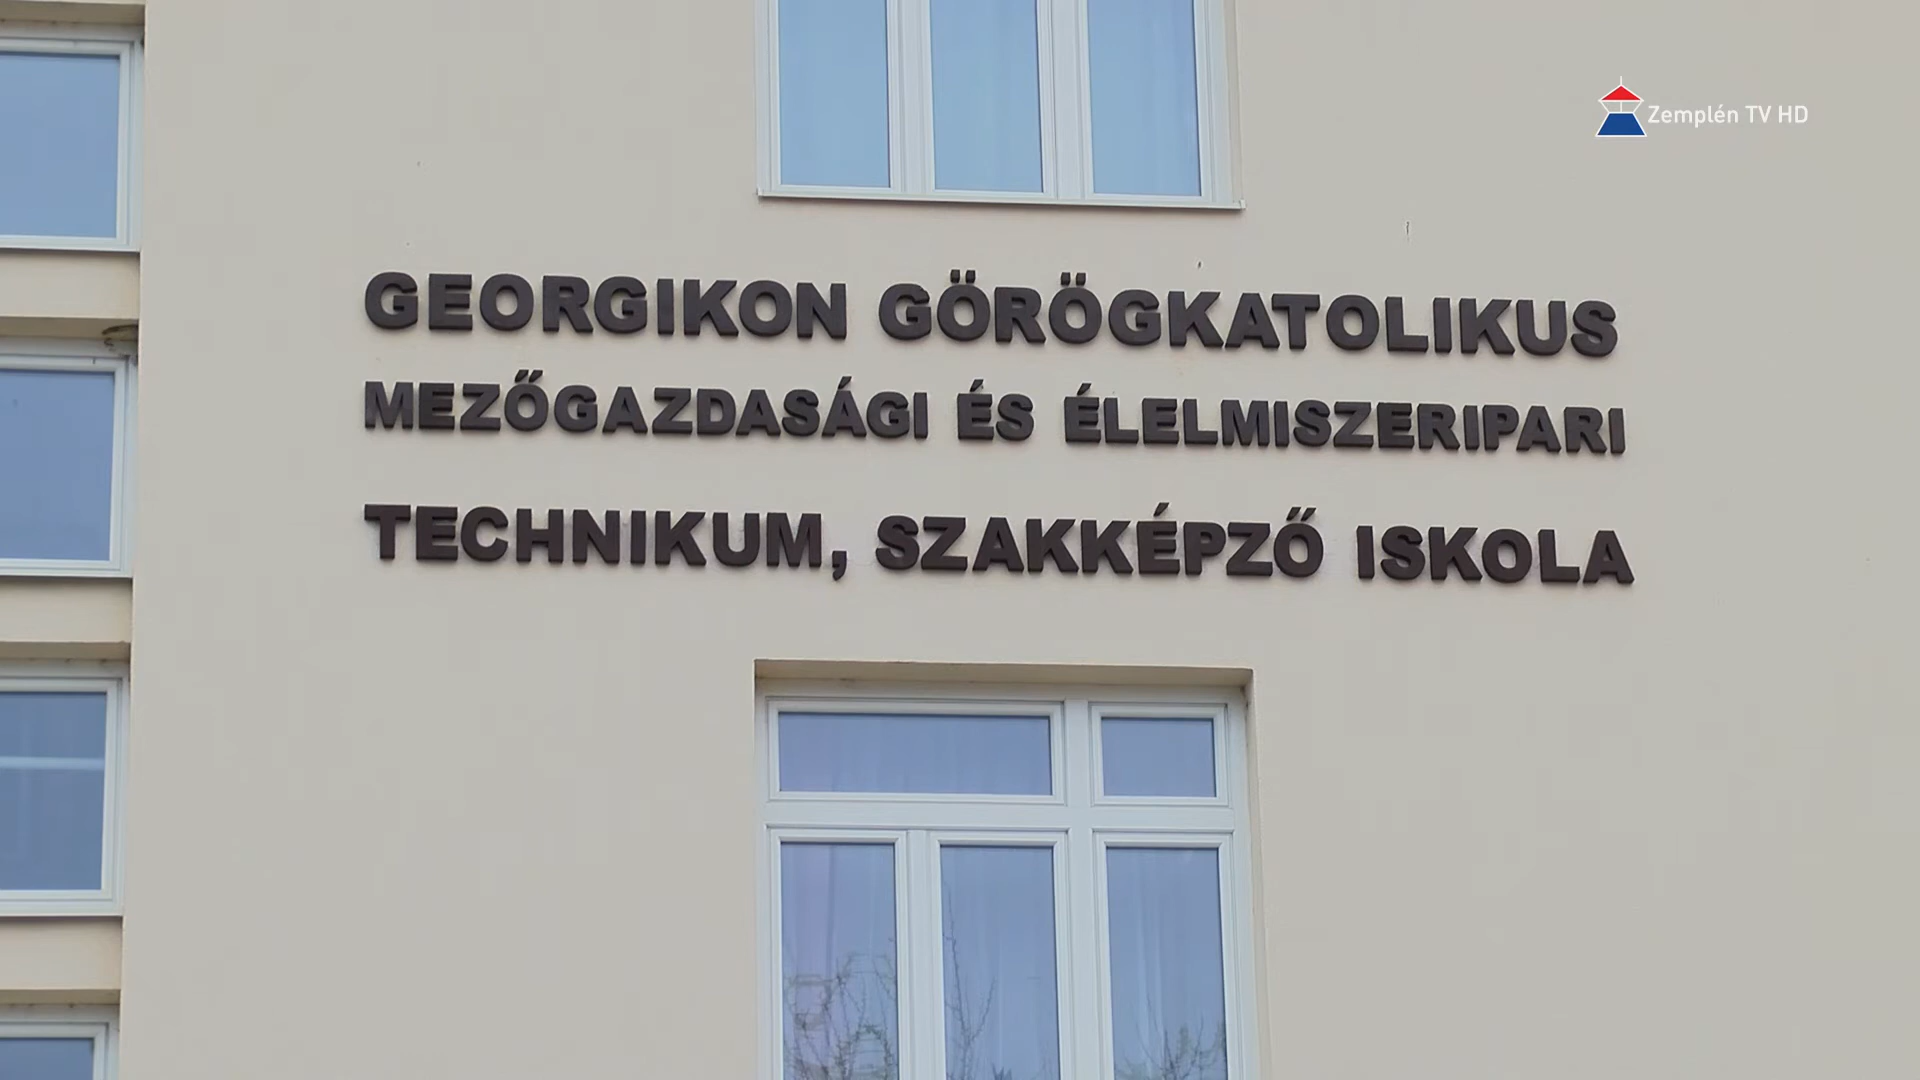 Zemplén TV HD
GEORGIKON GÖRÖGKATOLIKUS
MEZŐGAZDASÁGI ÉS ÉLELMISZERIPARI
TECHNIKUM, SZAKKÉPZŐ ISKOLA